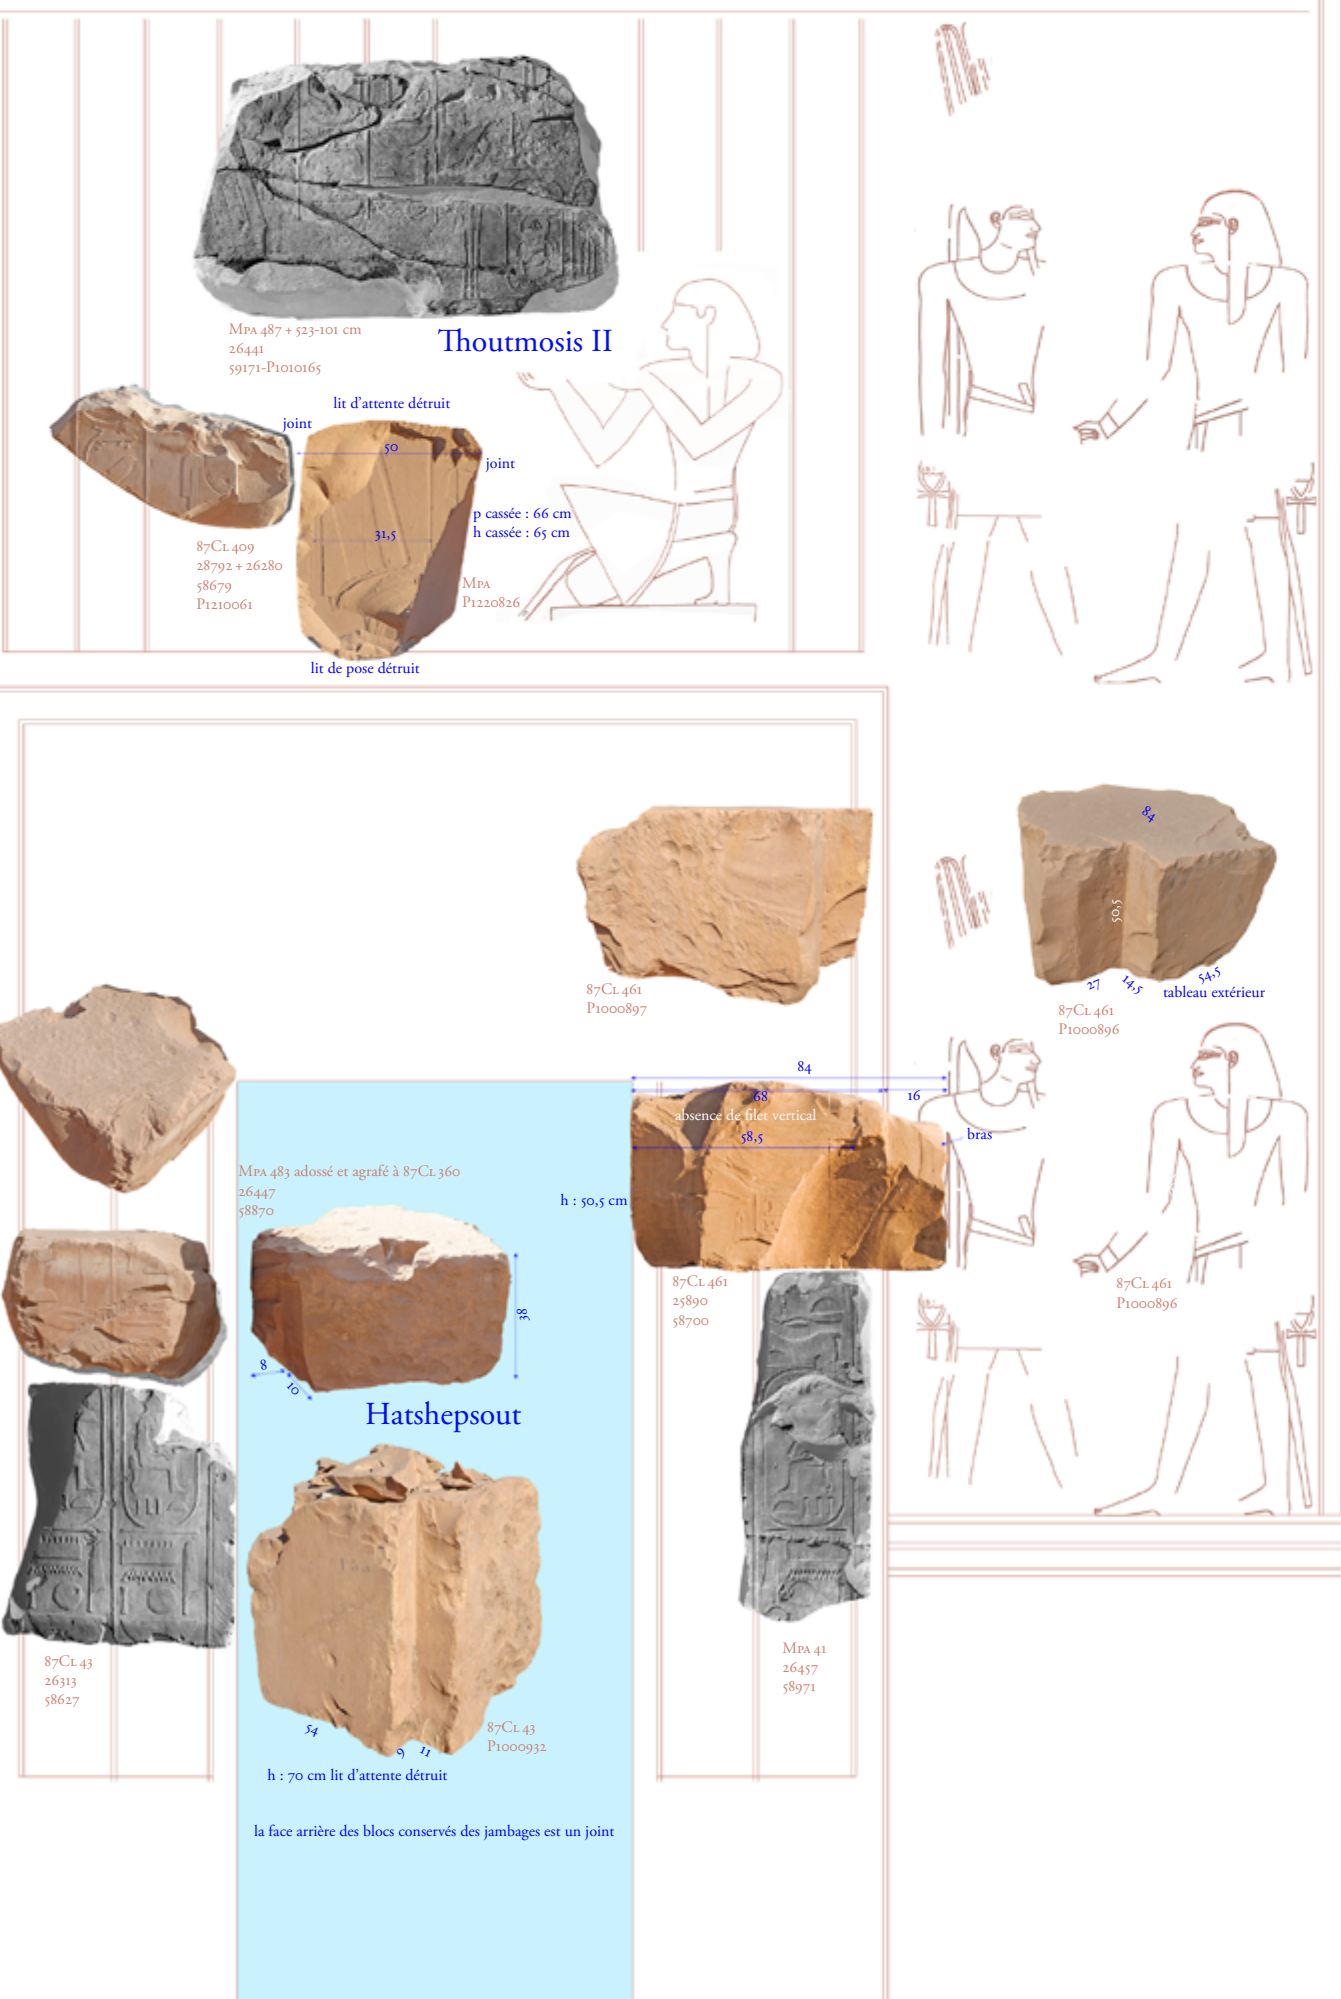 Mpa 487 + 523-101 cm
26441
59171-P1010165
Thoutmosis II
lit d'attente détruit
joint
50
joint
p cassée : 66 cm
h cassée : 65 cm
31,5
87CL 409
28792 + 26280
58679
P1210061
Mpa
P1220826
lit de pose détruit
84
50,5
27
14,5
54,5
tableau extérieur
87CL 461
P1000896
87CL 461
P1000897
84
68
16
absence de filet vertical
58,5
bras
h : 50,5 cm
Mpa 483 adossé et agrafé à 87CL 360
26447
58870
38
8
10
87CL 461
25890
58700
87CL 461
P1000896
Hatshepsout
87CL 43
26313
58627
Mpa 41
26457
58971
54
9
11
87CL 43
P1000932
h : 70 cm lit d'attente détruit
la face arrière des blocs conservés des jambages est un joint